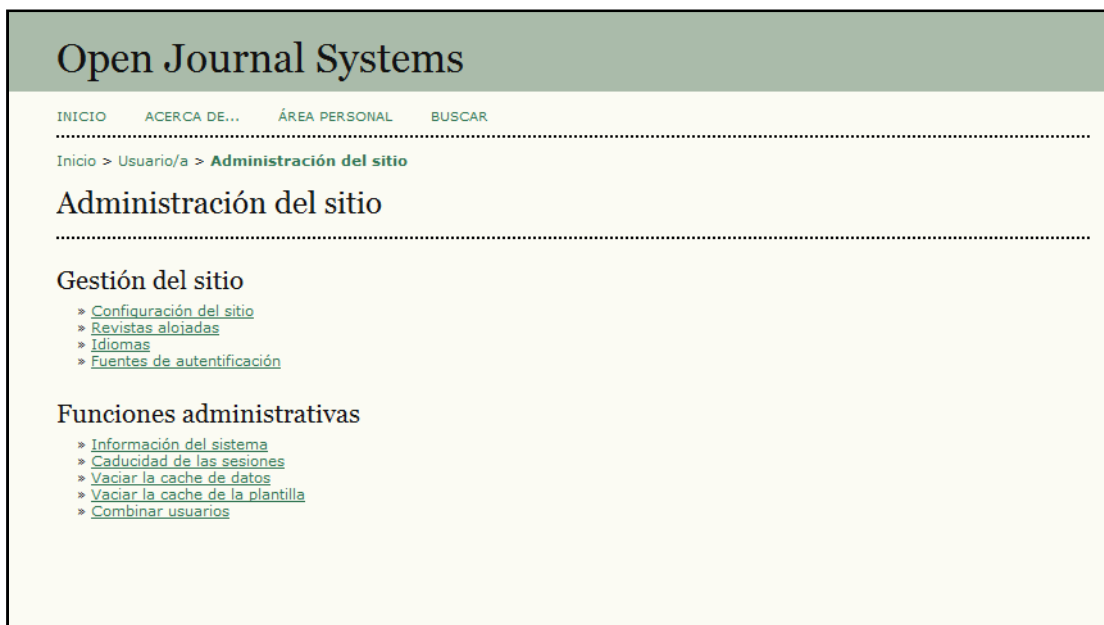 Open Journal Systems
INICIO ACERCA DE... ÁREA PERSONAL BUSCAR
Inicio > Usuario/a > Administración del sitio
Administración del sitio
Gestión del sitio
» Configuración del sitio
» Revistas alojadas
» Idiomas
» Fuentes de autentificación
Funciones administrativas
» Información del sistema
» Caducidad de las sesiones
» Vaciar la cache de datos
» Vaciar la cache de la plantilla
» Combinar usuarios